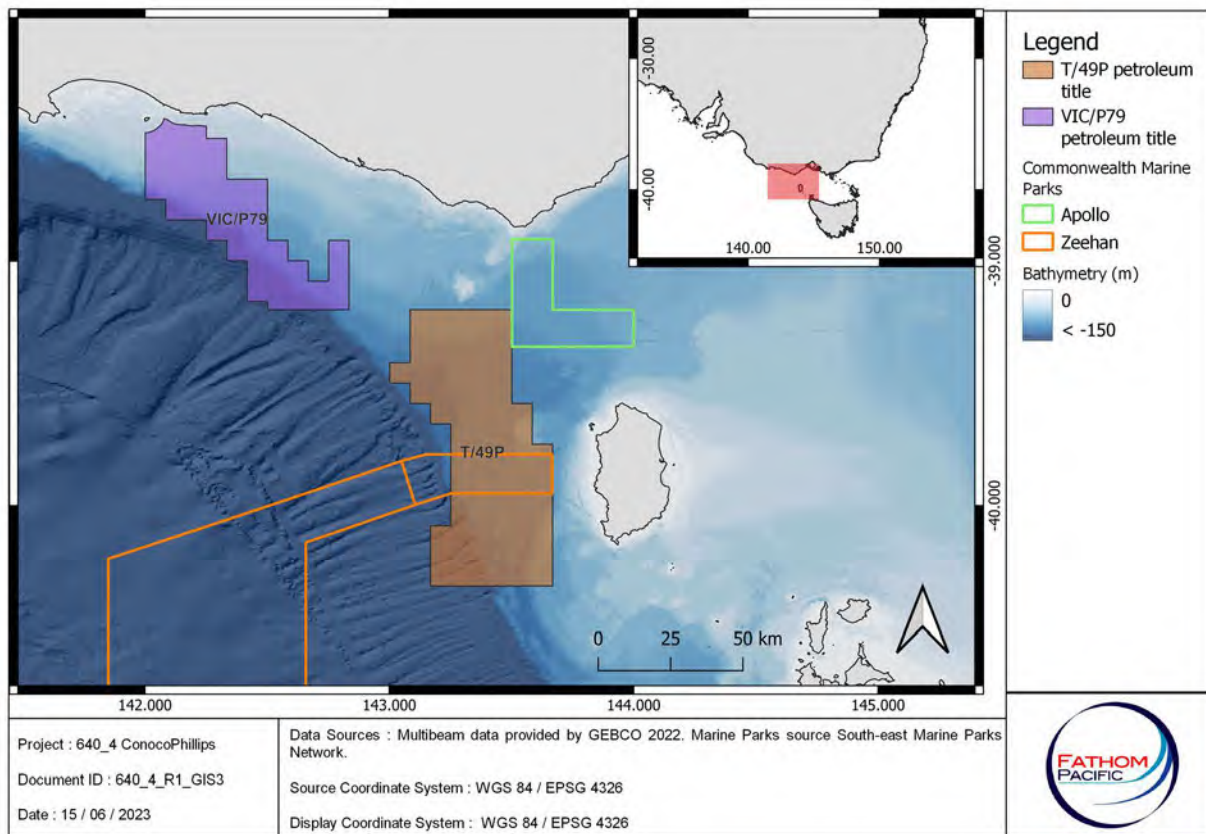 -30.00
-40.00
140.00
150.00
VIC/P79
T/49P
-39.000
-40.000
0
25
50 km
142.000
143.000
144.000
145.000
Legend
T/49P petroleum
title
VIC/P79
petroleum title
Commonwealth Marine
Parks
Apollo
Zeehan
Bathymetry (m)
0
< -150
Project : 640_4 ConocoPhillips
Document ID : 640_4_R1_GIS3
Date : 15 / 06 / 2023
Data Sources : Multibeam data provided by GEBCO 2022. Marine Parks source South-east Marine Parks
Network.
Source Coordinate System : WGS 84 / EPSG 4326
Display Coordinate System : WGS 84 / EPSG 4326
FATHOM
PACIFIC